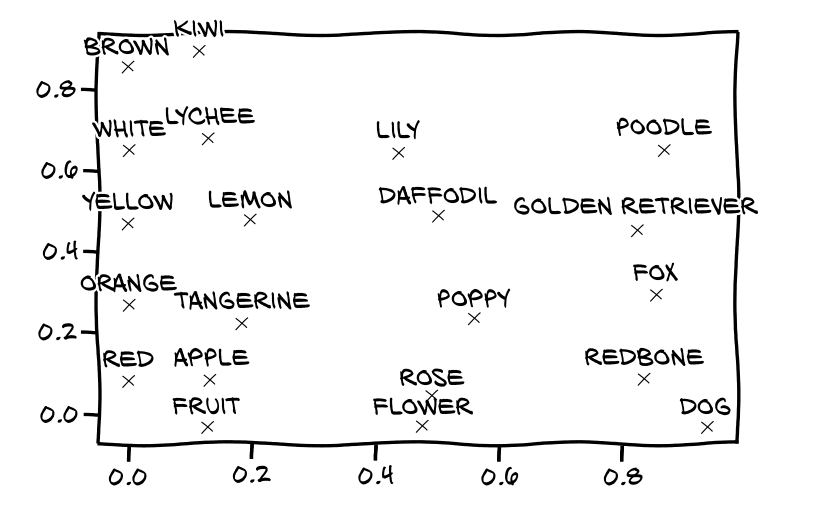 KIWI
BROWN
0.8
WHITE LYCHEE LILY POODLE
0.6
YELLOW LEMON DAFFODIL GOLDEN RETRIEVER
0.4
ORANGE TANGERINE POPPY FOX
0.2
RED APPLE ROSE REDBONE
0.0 FRUIT FLOWER DOG
0.0 0.2 0.4 0.6 0.8